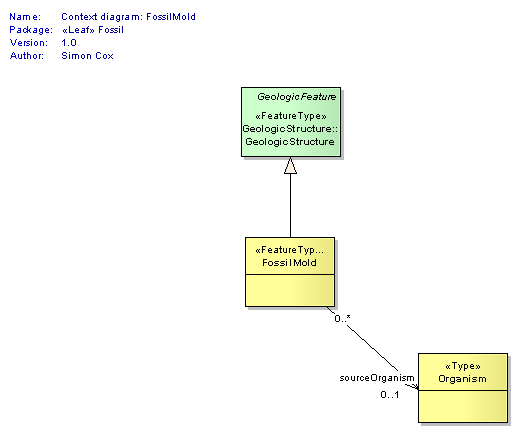 Name: Context diagram: FossilMold
Package: «Leaf» Fossil
Version: 1.0
Author: Simon Cox
GeologicFeature
«FeatureType»
GeologicStructure::
GeologicStructure
«FeatureTyp...
FossilMold
0..*
sourceOrganism
0..1
«Type»
Organism